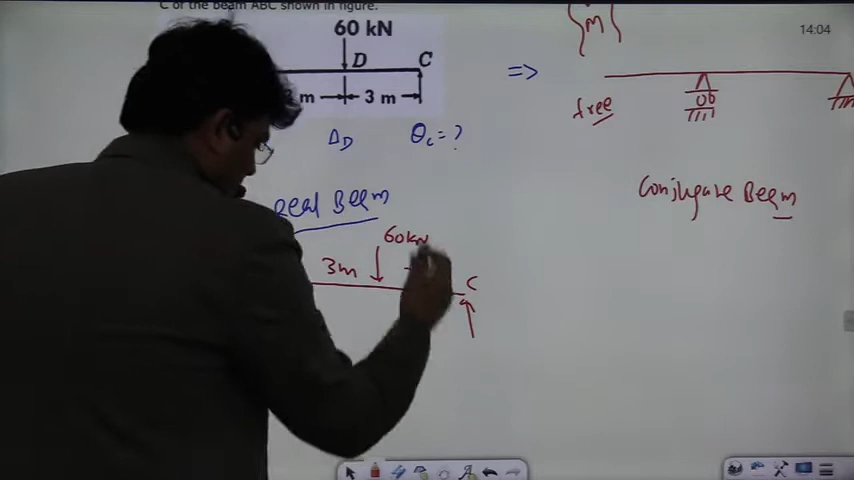 C of the beam ABC shown in figure.
60 kN
D
C
m
3 m
14:04
m
=>
free
ΔD
θc = ?
Conjugate Beam
Real Beam
60kN
3m
C